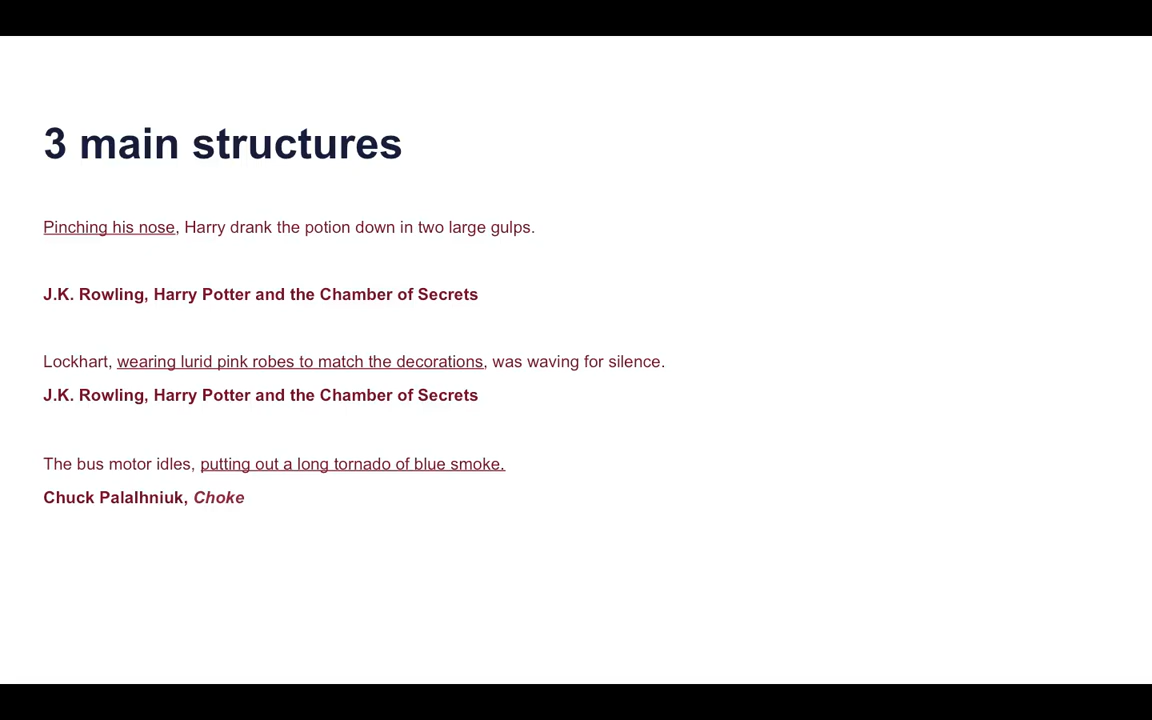 3 main structures
Pinching his nose, Harry drank the potion down in two large gulps.
J.K. Rowling, Harry Potter and the Chamber of Secrets
Lockhart, wearing lurid pink robes to match the decorations, was waving for silence.
J.K. Rowling, Harry Potter and the Chamber of Secrets
The bus motor idles, putting out a long tornado of blue smoke.
Chuck Palalhniuk, Choke